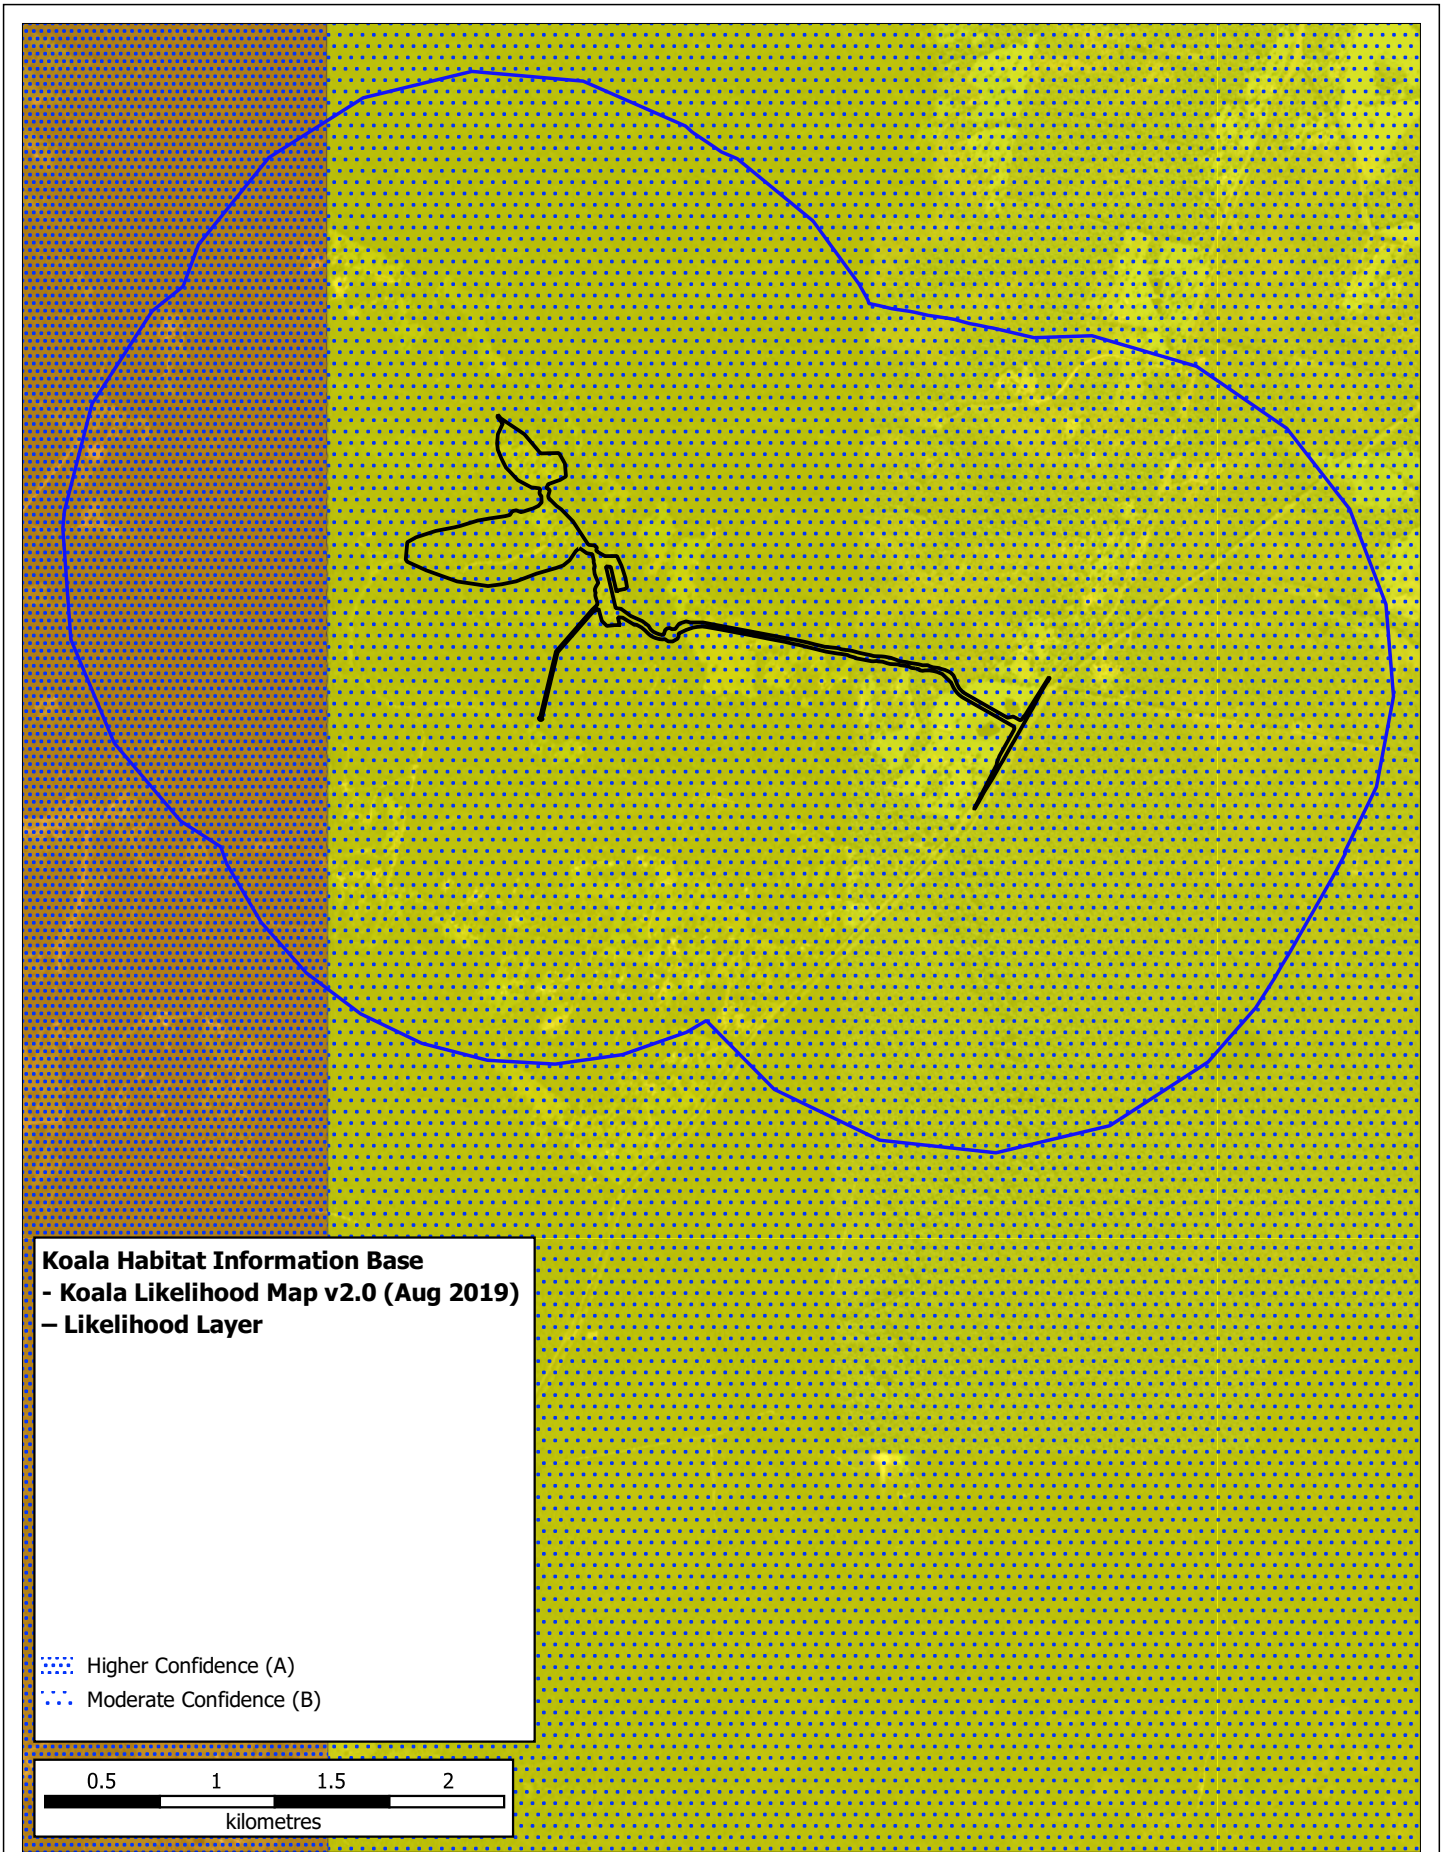 Koala Habitat Information Base
- Koala Likelihood Map v2.0 (Aug 2019)
– Likelihood Layer
Higher Confidence (A)
Moderate Confidence (B)
0.5 1 1.5 2
kilometres